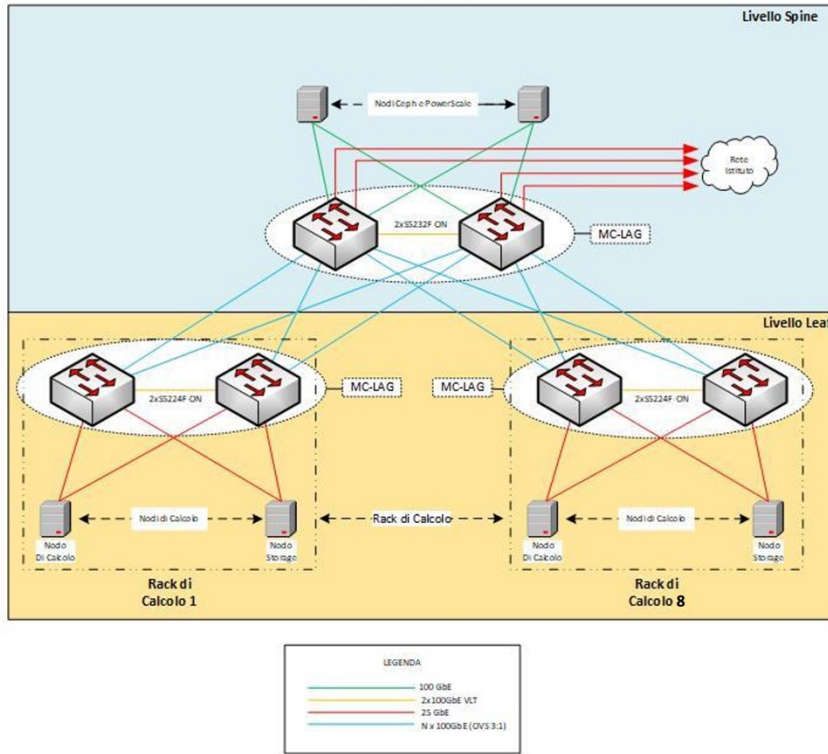 Livello Spine
Nodi Ceph e PowerScale
Rete
Istituto
2xS5232F ON
MC-LAG
Livello Leaf
2xS5224F ON
MC-LAG
MC-LAG
2xS5224F ON
Nodi di Calcolo
Rack di Calcolo
Nodi di Calcolo
Nodo
Di Calcolo
Nodo
Storage
Nodo
Di Calcolo
Nodo
Storage
Rack di
Calcolo 1
Rack di
Calcolo 8
LEGENDA
100 GbE
2x100GbE VLT
25 GbE
N x 100GbE (OVS 3:1)